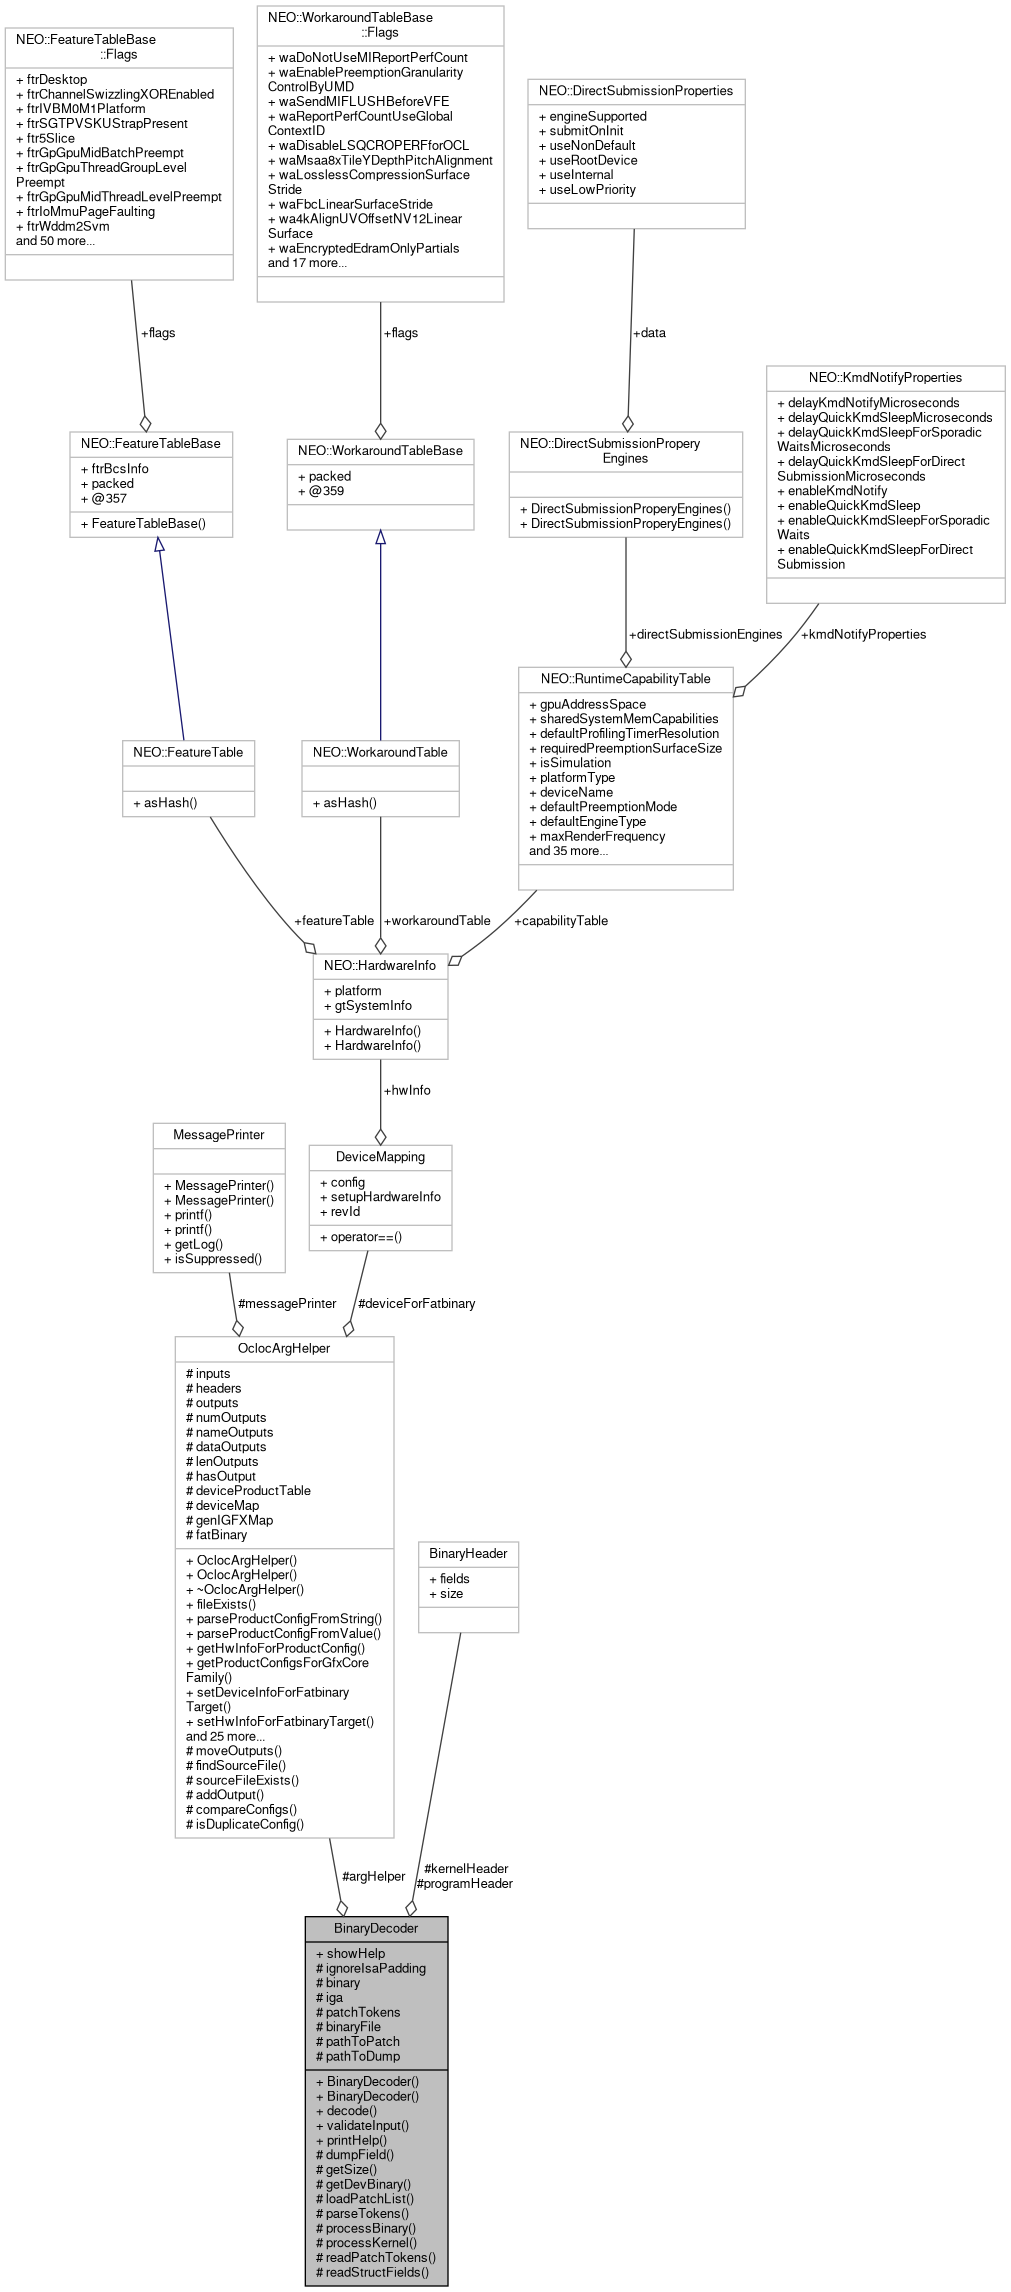 NEO::FeatureTableBase
::Flags
+ ftrDesktop
+ ftrChannelSwizzlingXOREnabled
+ ftrIVBM0M1Platform
+ ftrSGTPVSKUStrapPresent
+ ftr5Slice
+ ftrGpGpuMidBatchPreempt
+ ftrGpGpuThreadGroupLevel
Preempt
+ ftrGpGpuMidThreadLevelPreempt
+ ftrIoMmuPageFaulting
+ ftrWddm2Svm
and 50 more...
NEO::WorkaroundTableBase
::Flags
+ waDoNotUseMIReportPerfCount
+ waEnablePreemptionGranularity
ControlByUMD
+ waSendMIFLUSHBeforeVFE
+ waReportPerfCountUseGlobal
ContextID
+ waDisableLSQCROPERFforOCL
+ waMsaa8xTileYDepthPitchAlignment
+ waLosslessCompressionSurface
Stride
+ waFbcLinearSurfaceStride
+ wa4kAlignUVOffsetNV12Linear
Surface
+ waEncryptedEdramOnlyPartials
and 17 more...
NEO::DirectSubmissionProperties
+ engineSupported
+ submitOnInit
+ useNonDefault
+ useRootDevice
+ useInternal
+ useLowPriority
+flags
+flags
+data
NEO::KmdNotifyProperties
+ delayKmdNotifyMicroseconds
+ delayQuickKmdSleepMicroseconds
+ delayQuickKmdSleepForSporadic
WaitsMicroseconds
+ delayQuickKmdSleepForDirect
SubmissionMicroseconds
+ enableKmdNotify
+ enableQuickKmdSleep
+ enableQuickKmdSleepForSporadic
Waits
+ enableQuickKmdSleepForDirect
Submission
NEO::FeatureTableBase
+ ftrBcsInfo
+ packed
+ @357
+ FeatureTableBase()
NEO::WorkaroundTableBase
+ packed
+ @359
NEO::DirectSubmissionPropery
Engines
+ DirectSubmissionProperyEngines()
+ DirectSubmissionProperyEngines()
+directSubmissionEngines
+kmdNotifyProperties
NEO::FeatureTable
+ asHash()
NEO::WorkaroundTable
+ asHash()
NEO::RuntimeCapabilityTable
+ gpuAddressSpace
+ sharedSystemMemCapabilities
+ defaultProfilingTimerResolution
+ requiredPreemptionSurfaceSize
+ isSimulation
+ platformType
+ deviceName
+ defaultPreemptionMode
+ defaultEngineType
+ maxRenderFrequency
and 35 more...
+featureTable
+workaroundTable
+capabilityTable
NEO::HardwareInfo
+ platform
+ gtSystemInfo
+ HardwareInfo()
+ HardwareInfo()
+hwInfo
MessagePrinter
+ MessagePrinter()
+ MessagePrinter()
+ printf()
+ printf()
+ getLog()
+ isSuppressed()
DeviceMapping
+ config
+ setupHardwareInfo
+ revId
+ operator==()
#messagePrinter
#deviceForFatbinary
OclocArgHelper
# inputs
# headers
# outputs
# numOutputs
# nameOutputs
# dataOutputs
# lenOutputs
# hasOutput
# deviceProductTable
# deviceMap
# genIGFXMap
# fatBinary
+ OclocArgHelper()
+ OclocArgHelper()
+ ~OclocArgHelper()
+ fileExists()
+ parseProductConfigFromString()
+ parseProductConfigFromValue()
+ getHwInfoForProductConfig()
+ getProductConfigsForGfxCore
Family()
+ setDeviceInfoForFatbinary
Target()
+ setHwInfoForFatbinaryTarget()
and 25 more...
# moveOutputs()
# findSourceFile()
# sourceFileExists()
# addOutput()
# compareConfigs()
# isDuplicateConfig()
BinaryHeader
+ fields
+ size
#argHelper
#kernelHeader
#programHeader
BinaryDecoder
+ showHelp
# ignoreIsaPadding
# binary
# iga
# patchTokens
# binaryFile
# pathToPatch
# pathToDump
+ BinaryDecoder()
+ BinaryDecoder()
+ decode()
+ validateInput()
+ printHelp()
# dumpField()
# getSize()
# getDevBinary()
# loadPatchList()
# parseTokens()
# processBinary()
# processKernel()
# readPatchTokens()
# readStructFields()